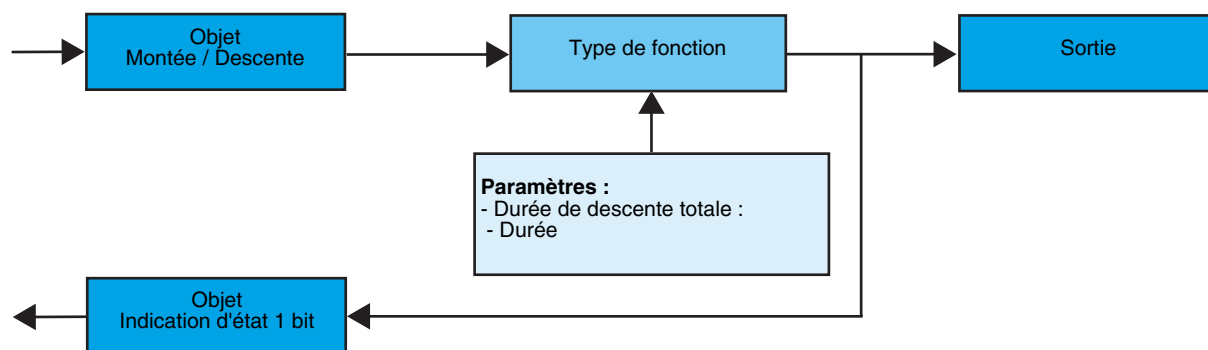 Objet
Montée / Descente
Type de fonction
Sortie
Paramètres :
- Durée de descente totale :
- Durée
Objet
Indication d'état 1 bit